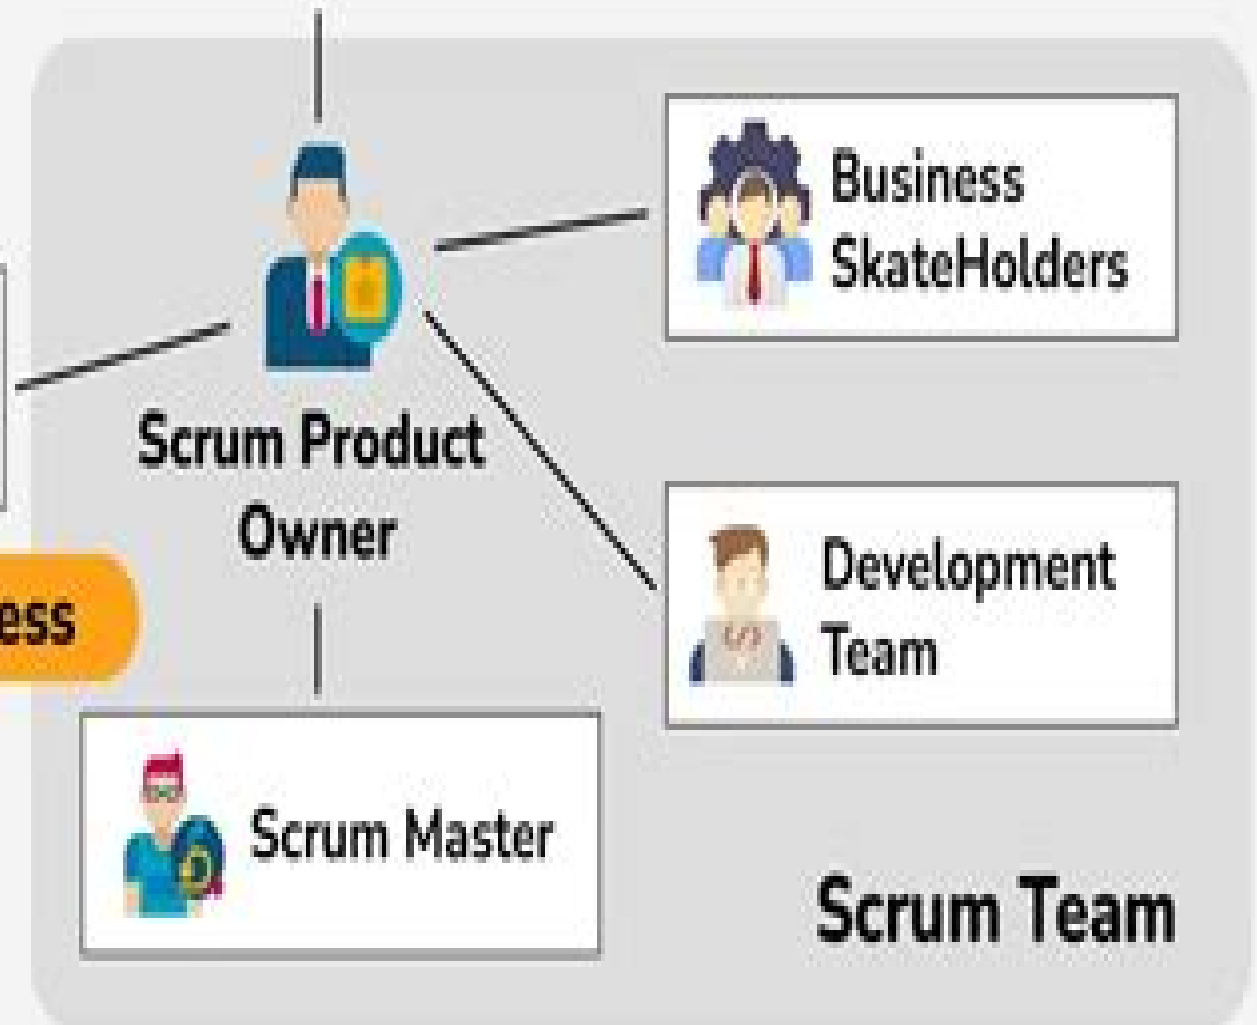 Business
SkateHolders
Scrum Product
Owner
Development
Team
ess
Scrum Master
Scrum Team